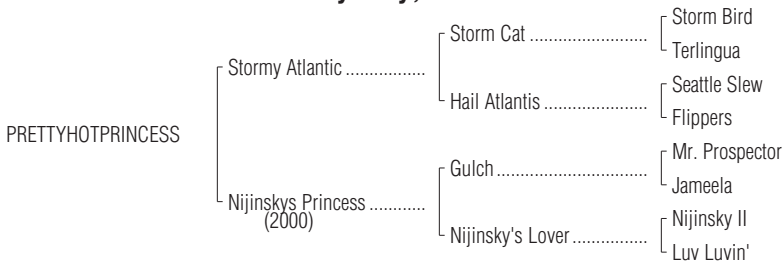 Storm Bird
Storm Cat ........................
Terlingua
Stormy Atlantic ................
Seattle Slew
Hail Atlantis .....................
Flippers
PRETTYHOTPRINCESS
Mr. Prospector
Gulch ...............................
Jameela
Nijinskys Princess ...........
(2000)
Nijinsky II
Nijinsky's Lover ...............
Luv Luvin'